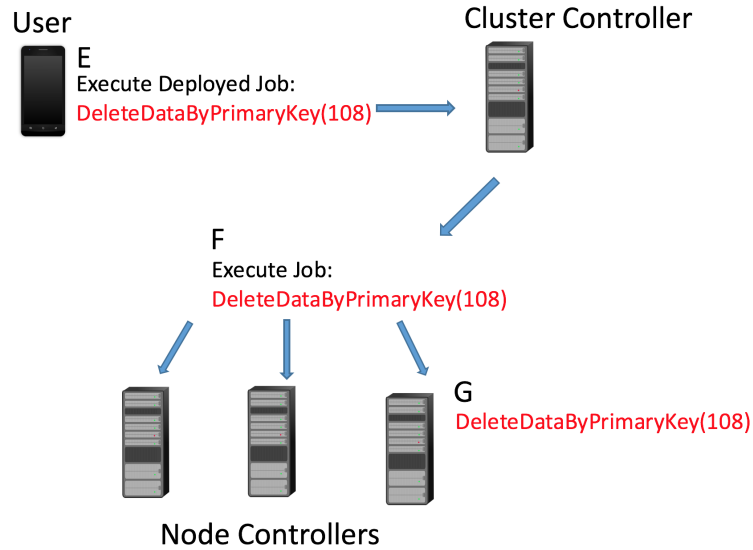 User
Cluster Controller
E
Execute Deployed Job:
DeleteDataByPrimaryKey(108)
F
Execute Job:
DeleteDataByPrimaryKey(108)
G
DeleteDataByPrimaryKey(108)
Node Controllers